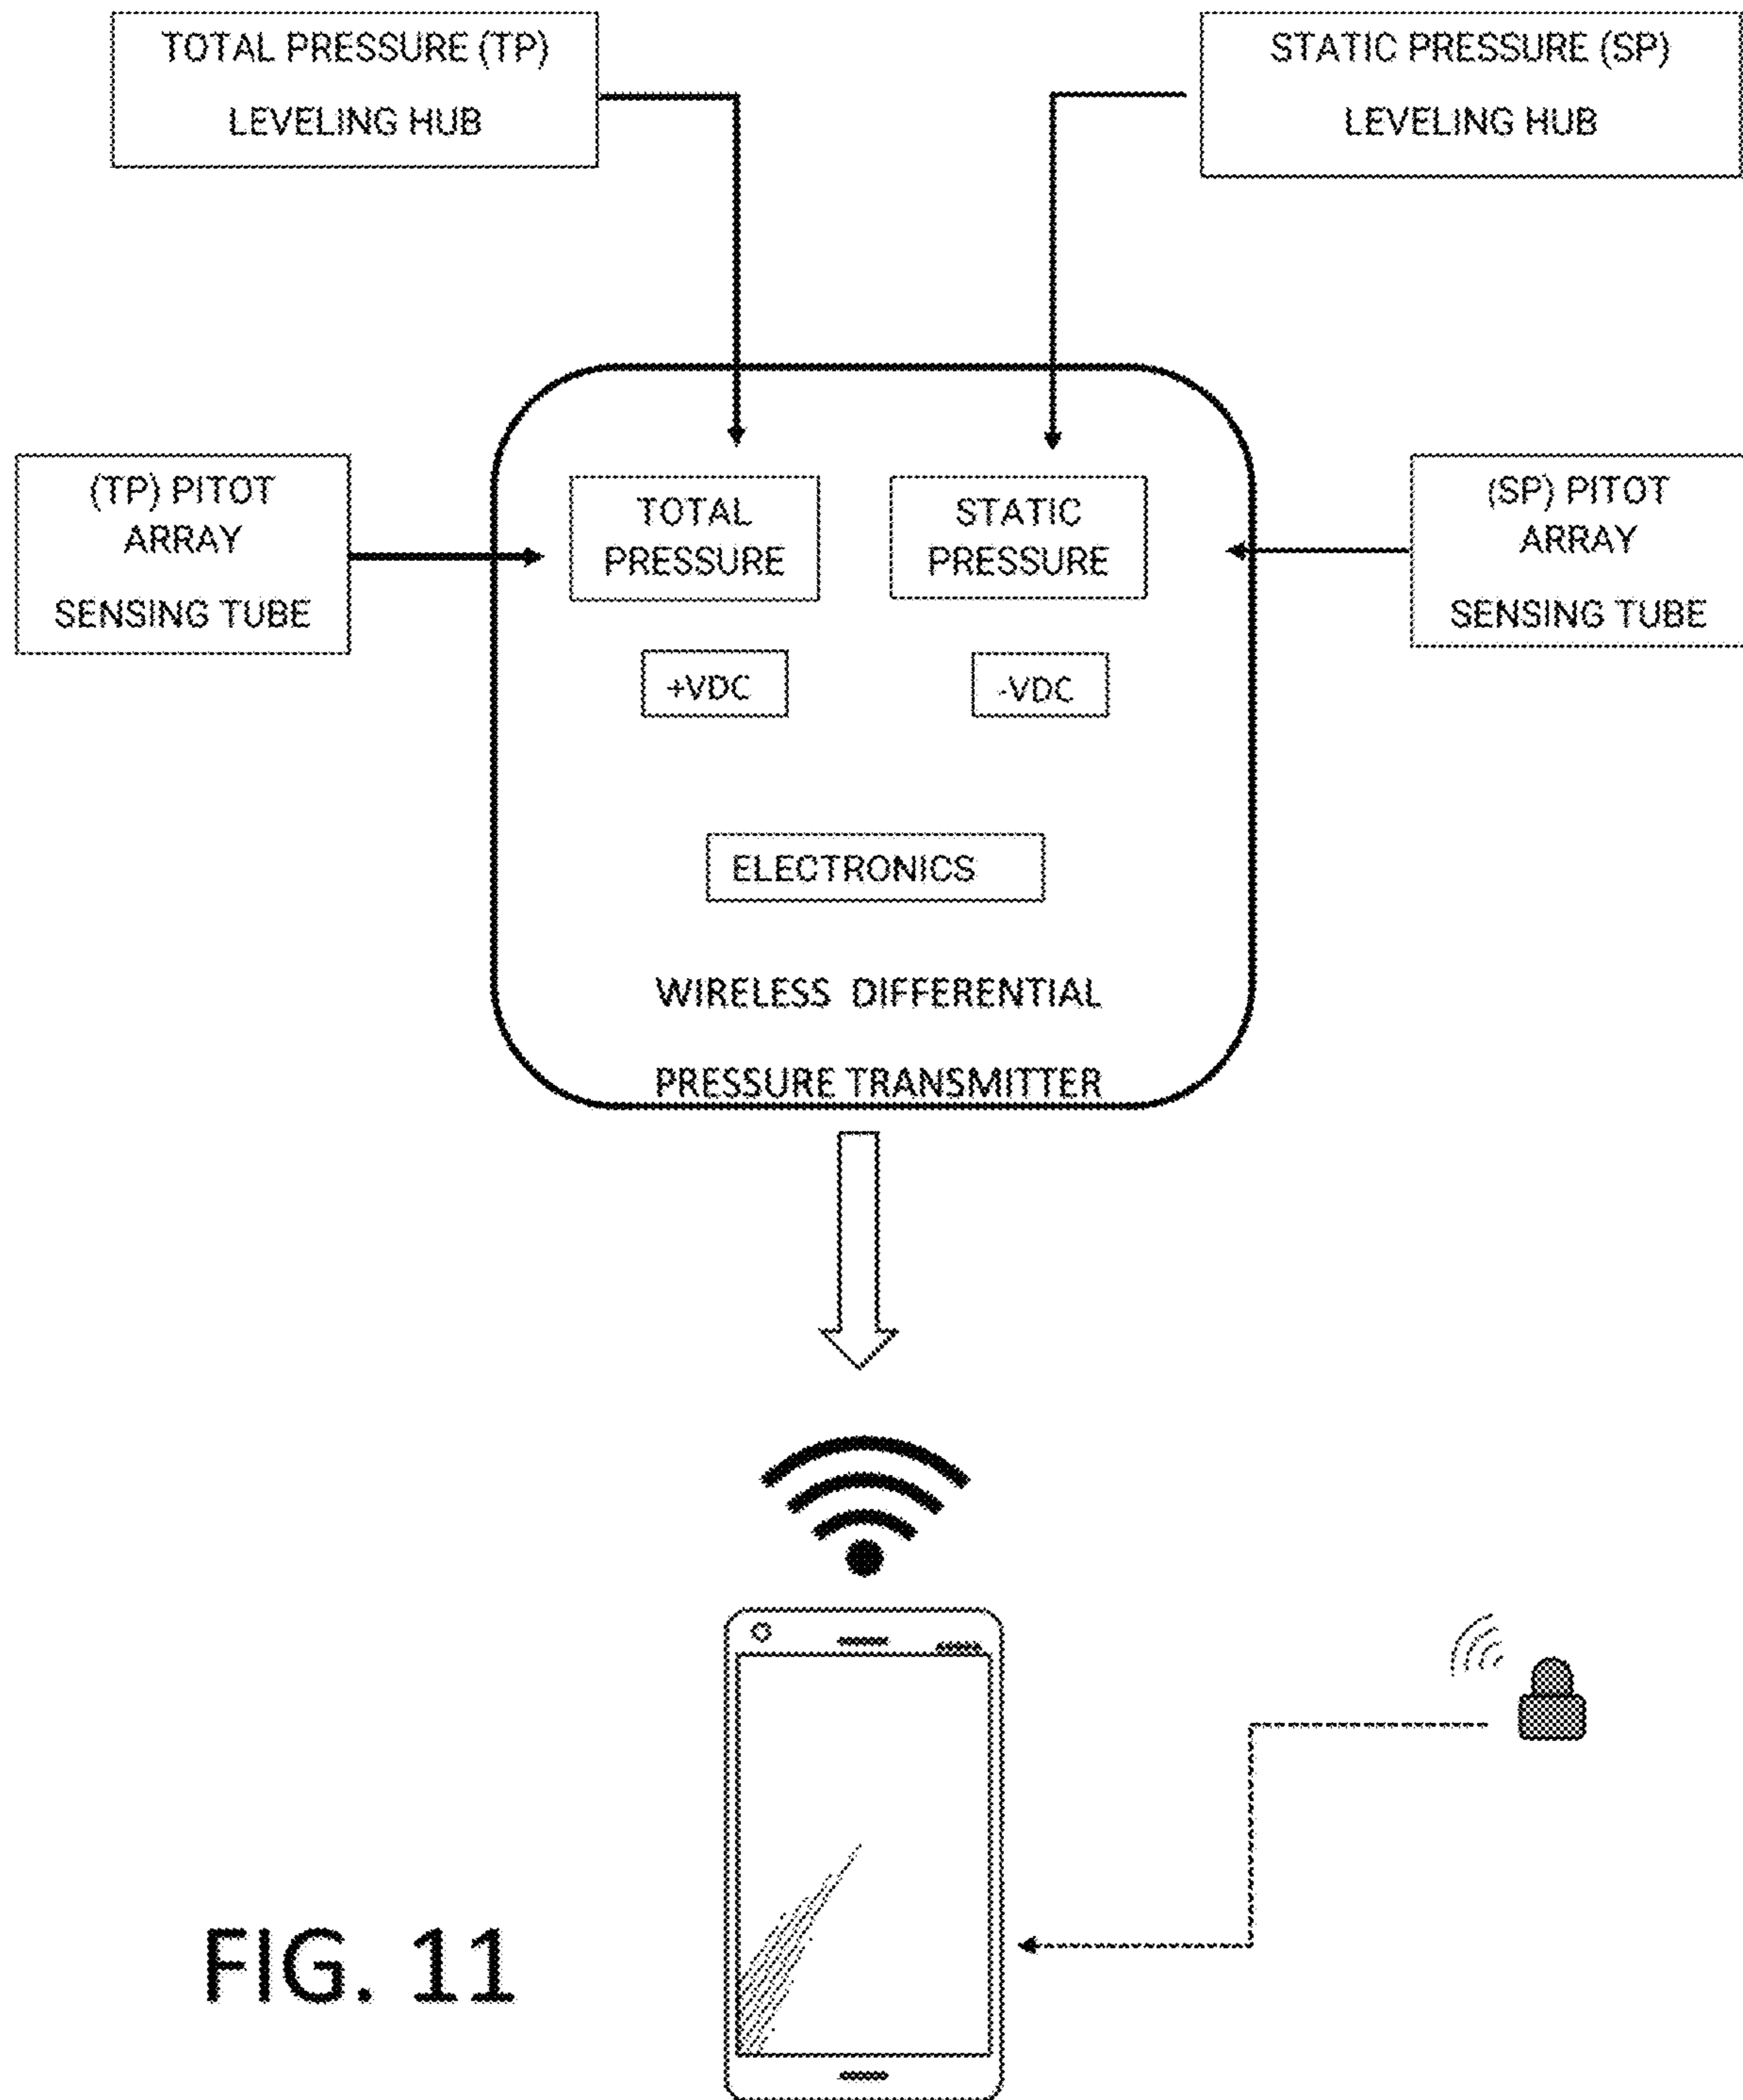 TOTAL PRESSURE (TP)
LEVELING HUB
STATIC PRESSURE (SP)
LEVELING HUB
(TP) PITOT
ARRAY
SENSING TUBE
TOTAL
PRESSURE
STATIC
PRESSURE
(SP) PITOT
ARRAY
SENSING TUBE
+VDC
-VDC
ELECTRONICS
WIRELESS DIFFERENTIAL
PRESSURE TRANSMITTER
FIG. 11